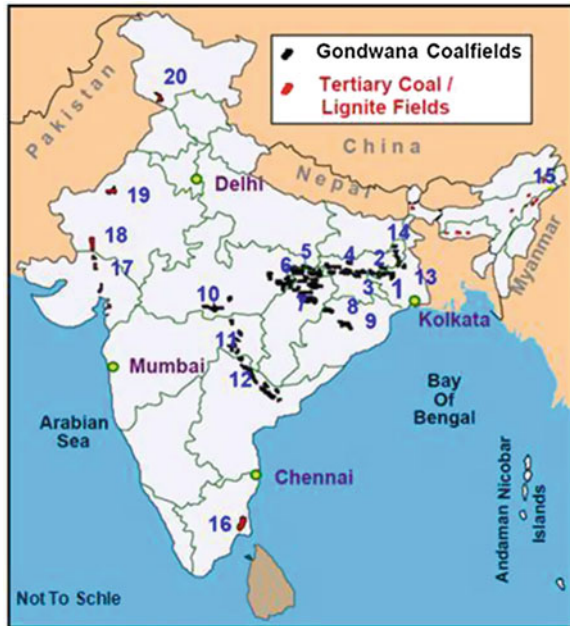 Gondwana Coalfields
Tertiary Coal /
Lignite Fields
20
Pakistan
China
Nepal
Delhi
19
15
Myanmar
18
14
17
5
4
2
6
13
3
1
10
7
8
9
Kolkata
11
Mumbai
12
Bay
Of
Bengal
Arabian
Sea
Chennai
16
Andaman Nicobar
Islands
Not To Schle